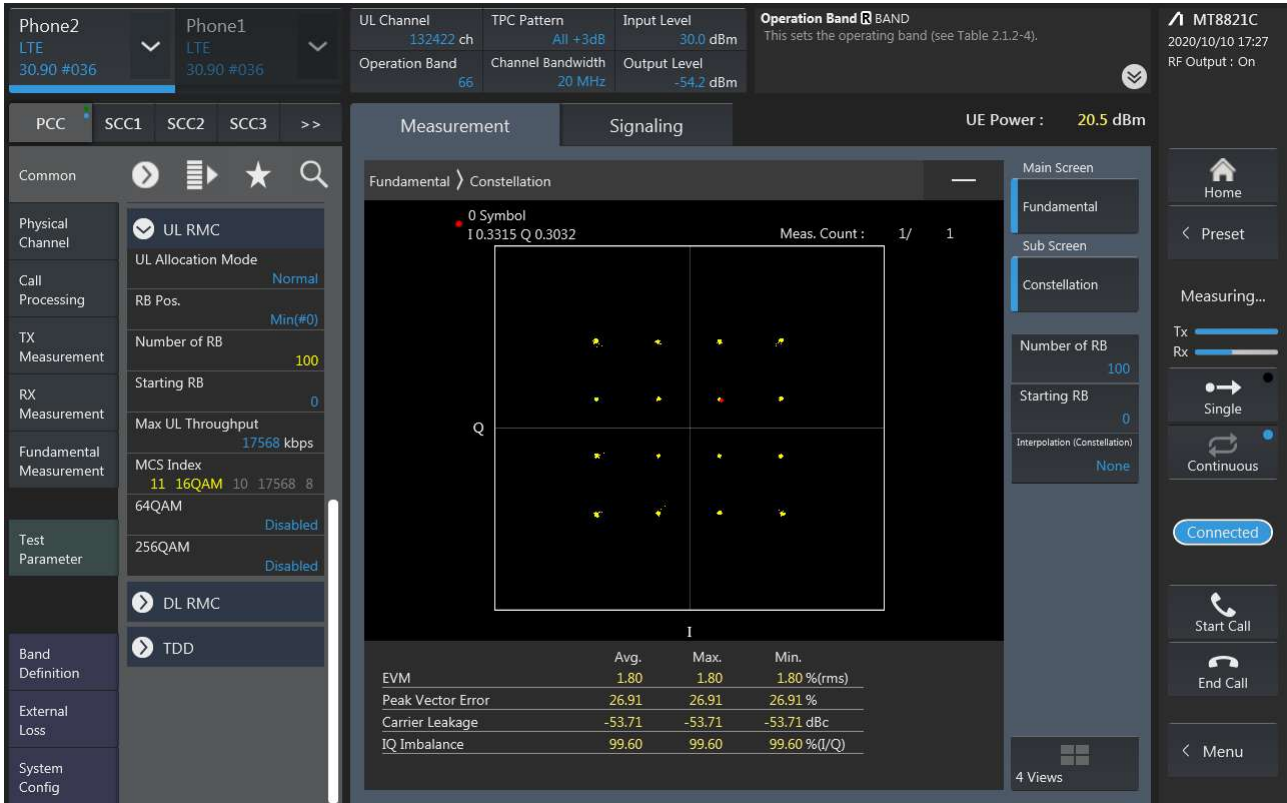 Phone2
LTE
30.90 #036
Phone1
LTE
30.90 #036
UL Channel
132422 ch
TPC Pattern
All +3dB
Input Level
30.0 dBm
Operation Band
66
Channel Bandwidth
20 MHz
Output Level
-54.2 dBm
Operation Band R BAND
This sets the operating band (see Table 2.1.2-4).
MT8821C
2020/10/10 17:27
RF Output : On
PCC SCC1 SCC2 SCC3 >>
Measurement
Signaling
UE Power : 20.5 dBm
Common
Physical
Channel
Call
Processing
TX
Measurement
RX
Measurement
Fundamental
Measurement
Test
Parameter
Band
Definition
External
Loss
System
Config
UL RMC
UL Allocation Mode
Normal
RB Pos.
Min(#0)
Number of RB
100
Starting RB
0
Max UL Throughput
17568 kbps
MCS Index
11 16QAM 10 17568 8
64QAM
Disabled
256QAM
Disabled
DL RMC
TDD
Fundamental 〉 Constellation
0 Symbol
I 0.3315 Q 0.3032
Meas. Count : 1/ 1
Q
I
Avg. Max. Min.
EVM 1.80 1.80 1.80 %(rms)
Peak Vector Error 26.91 26.91 26.91 %
Carrier Leakage -53.71 -53.71 -53.71 dBc
IQ Imbalance 99.60 99.60 99.60 %(I/Q)
Main Screen
Fundamental
Sub Screen
Constellation
Number of RB
100
Starting RB
0
Interpolation (Constellation)
None
4 Views
Home
< Preset
Measuring...
Tx
Rx
Single
Continuous
Connected
Start Call
End Call
< Menu